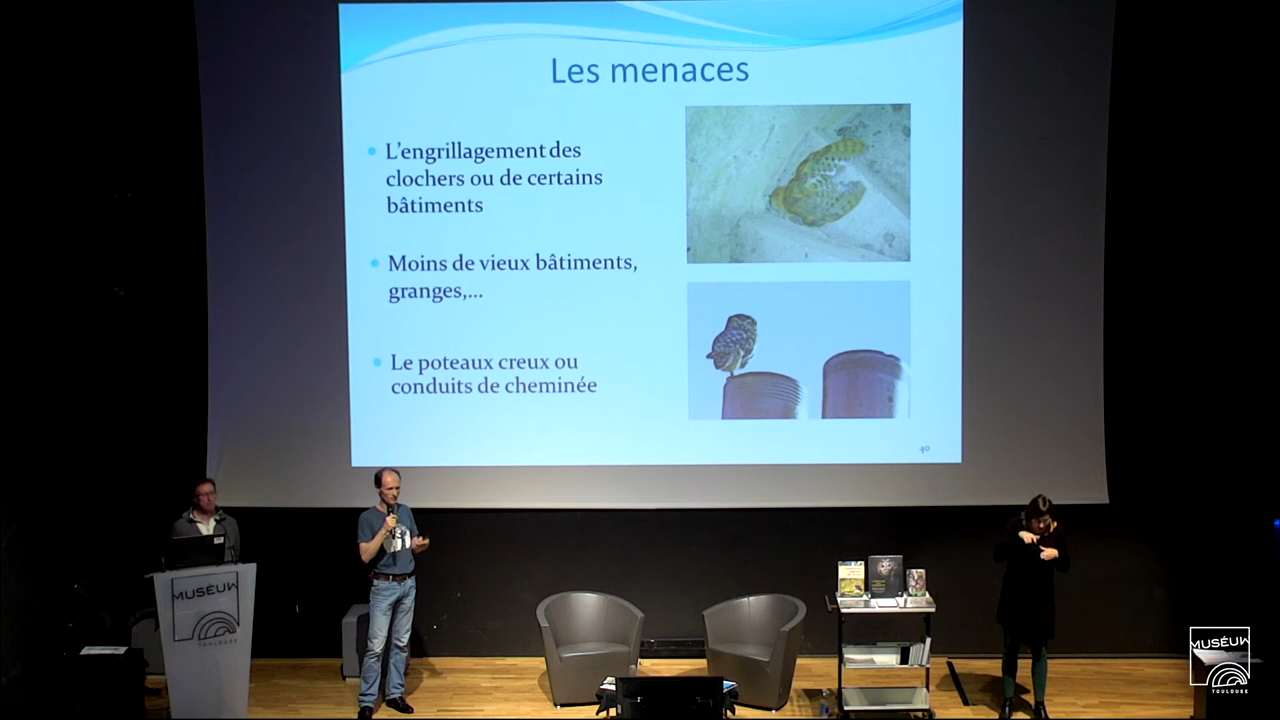 Les menaces
L'engrillagement des
clochers ou de certains
bâtiments
Moins de vieux bâtiments,
granges,...
Le poteaux creux ou
conduits de cheminée
40
MUSÉUM
TOULOUSE
MUSÉUM
TOULOUSE